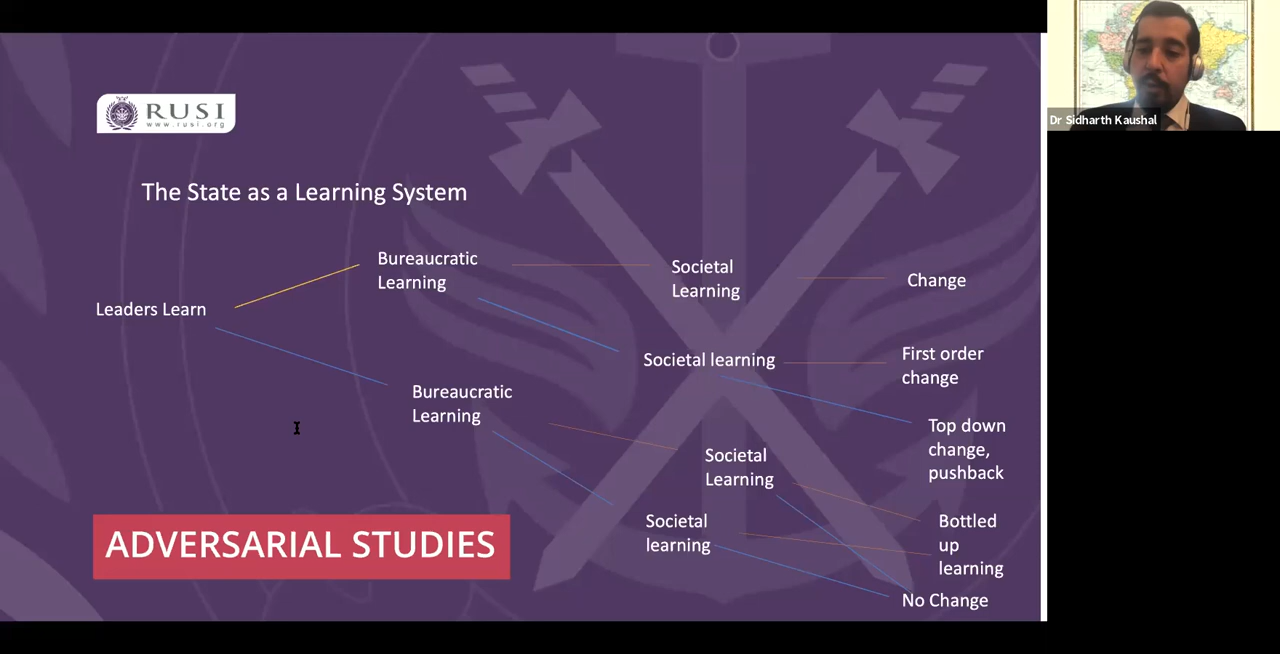 RUSI
www.rusi.org
The State as a Learning System
Leaders Learn
Bureaucratic
Learning
Bureaucratic
Learning
Societal
Learning
Societal learning
Societal
Learning
Societal
learning
Change
First order
change
Top down
change,
pushback
Bottled
up
learning
No Change
ADVERSARIAL STUDIES
Dr Sidharth Kaushal